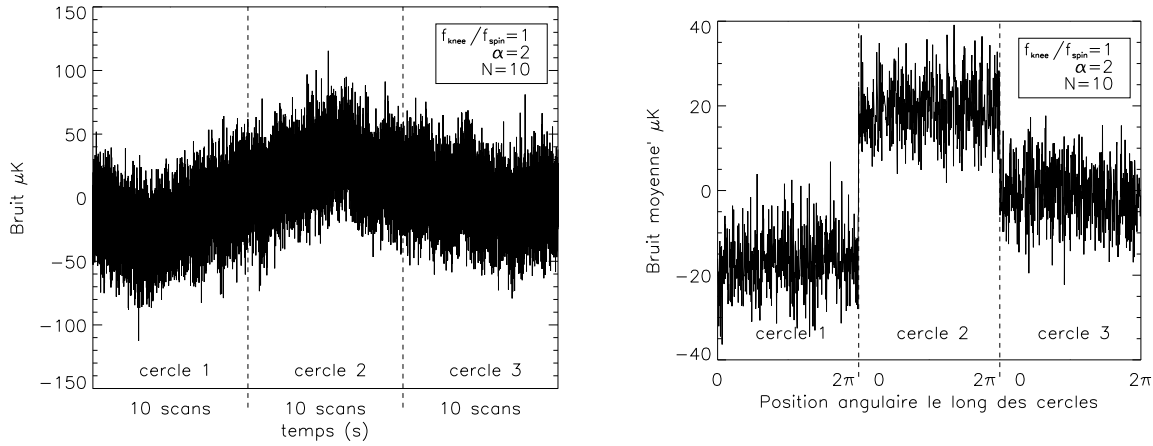 150
100
50
0
−50
−100
−150
Bruit μK
f_knee/f_spin=1
α=2
N=10
cercle 1
cercle 2
cercle 3
10 scans
10 scans
10 scans
temps (s)
40
20
0
−20
−40
Bruit moyenne' μK
f_knee/f_spin=1
α=2
N=10
cercle 1
cercle 2
cercle 3
0
2π
0
2π
0
2π
Position angulaire le long des cercles